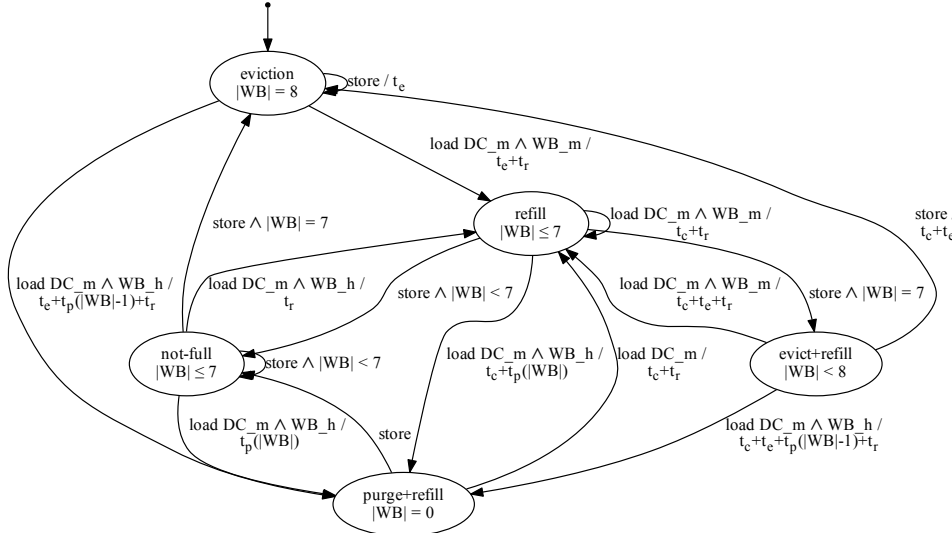 eviction
|WB| = 8
store / t_e
load DC_m ∧ WB_m /
t_e+t_r
store
t_c+t_e
refill
|WB| ≤ 7
load DC_m ∧ WB_m /
t_c+t_r
store ∧ |WB| = 7
load DC_m ∧ WB_h /
t_e+t_p(|WB|-1)+t_r
load DC_m ∧ WB_h /
t_r
store ∧ |WB| < 7
load DC_m ∧ WB_m /
t_c+t_e+t_r
store ∧ |WB| = 7
not-full
|WB| ≤ 7
store ∧ |WB| < 7
load DC_m ∧ WB_h /
t_c+t_p(|WB|)
load DC_m /
t_c+t_r
evict+refill
|WB| < 8
load DC_m ∧ WB_h /
t_p(|WB|)
store
load DC_m ∧ WB_h /
t_c+t_e+t_p(|WB|-1)+t_r
purge+refill
|WB| = 0